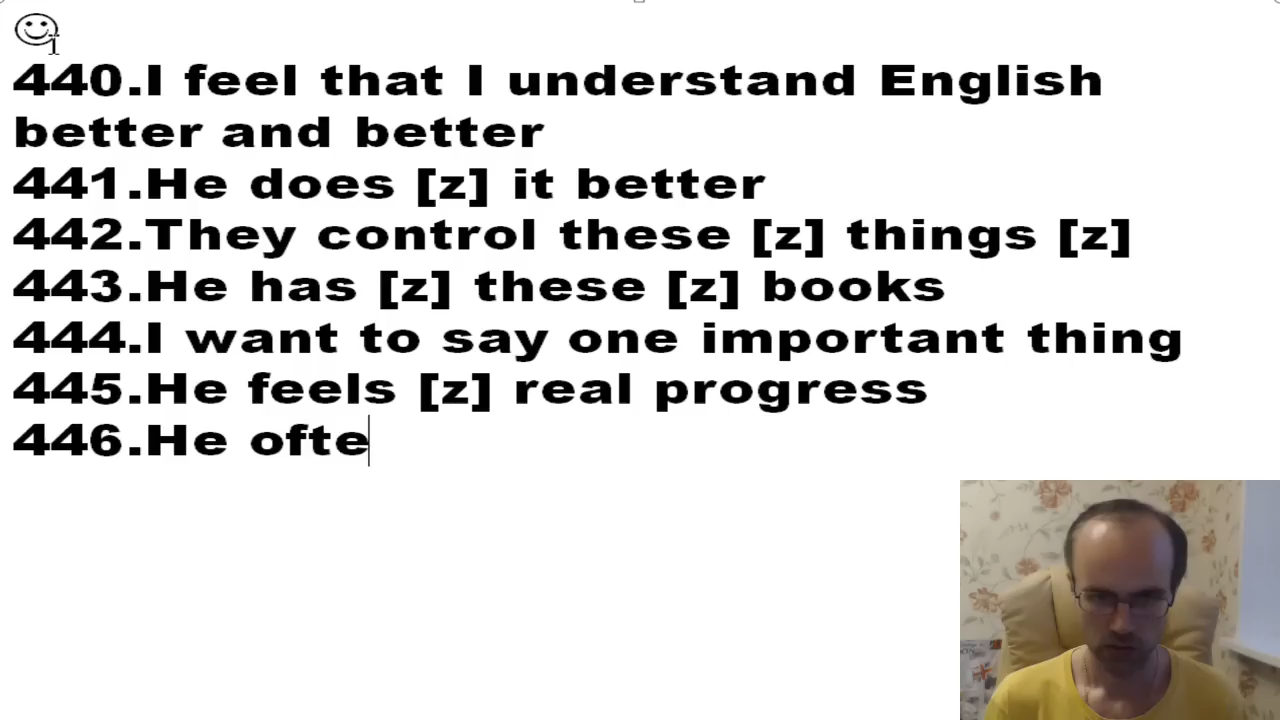 440.I feel that I understand English
better and better
441.He does [z] it better
442.They control these [z] things [z]
443.He has [z] these [z] books
444.I want to say one important thing
445.He feels [z] real progress
446.He ofte